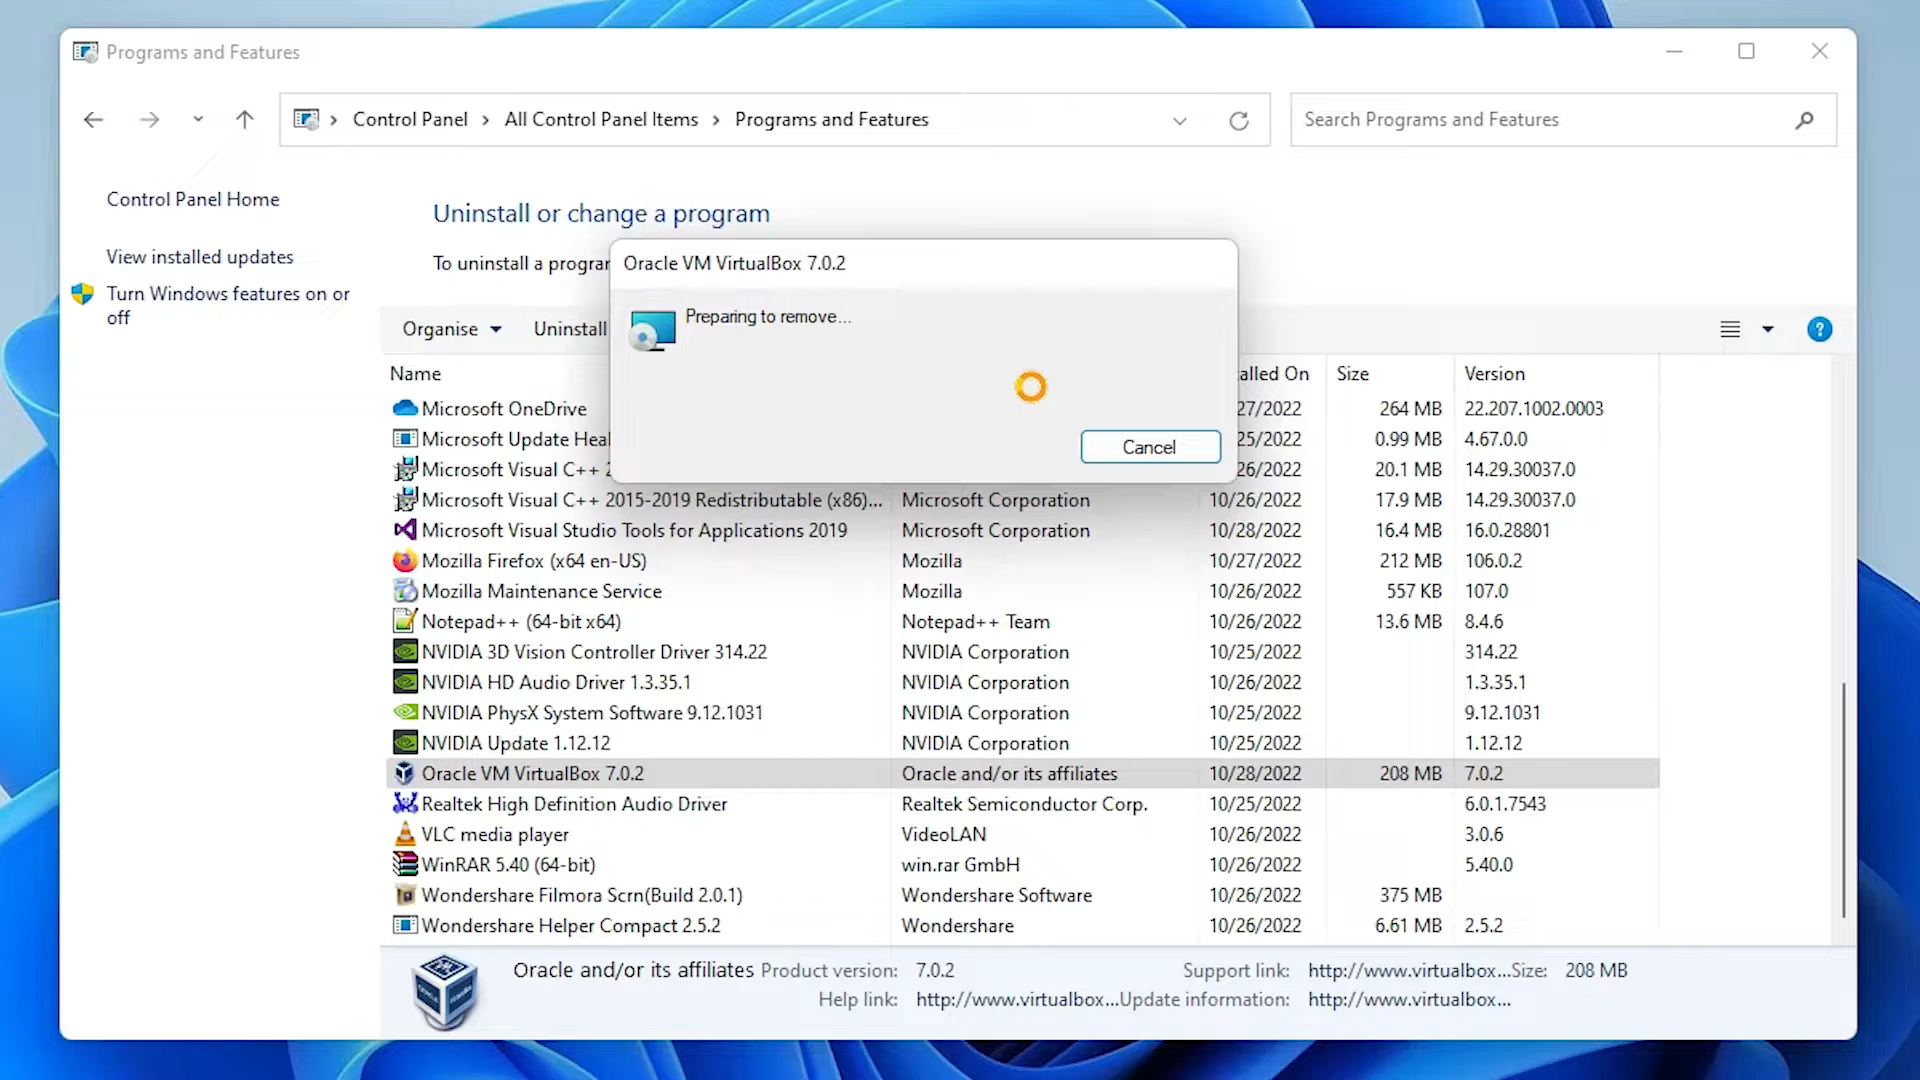 Programs and Features
Control Panel All Control Panel Items Programs and Features
Search Programs and Features
Control Panel Home
View installed updates
Turn Windows features on or
off
Uninstall or change a program
To uninstall a
Oracle VM VirtualBox 7.0.2
Preparing to remove...
Cancel
Organise Uninstall
Name On Size Version
Microsoft OneDrive 27/2022 264 MB 22.207.1002.0003
Microsoft Update 25/2022 0.99 MB 4.67.0.0
Microsoft Visual C++ 26/2022 20.1 MB 14.29.30037.0
Microsoft Visual C++ 2015-2019 Redistributable (x86)... Microsoft Corporation 10/26/2022 17.9 MB 14.29.30037.0
Microsoft Visual Studio Tools for Applications 2019 Microsoft Corporation 10/28/2022 16.4 MB 16.0.28801
Mozilla Firefox (x64 en-US) Mozilla 10/27/2022 212 MB 106.0.2
Mozilla Maintenance Service Mozilla 10/26/2022 557 KB 107.0
Notepad++ (64-bit x64) Notepad++ Team 10/26/2022 13.6 MB 8.4.6
NVIDIA 3D Vision Controller Driver 314.22 NVIDIA Corporation 10/25/2022 314.22
NVIDIA HD Audio Driver 1.3.35.1 NVIDIA Corporation 10/26/2022 1.3.35.1
NVIDIA PhysX System Software 9.12.1031 NVIDIA Corporation 10/25/2022 9.12.1031
NVIDIA Update 1.12.12 NVIDIA Corporation 10/25/2022 1.12.12
Oracle VM VirtualBox 7.0.2 Oracle and/or its affiliates 10/28/2022 208 MB 7.0.2
Realtek High Definition Audio Driver Realtek Semiconductor Corp. 10/25/2022 6.0.1.7543
VLC media player VideoLAN 10/26/2022 3.0.6
WinRAR 5.40 (64-bit) win.rar GmbH 10/26/2022 5.40.0
Wondershare Filmora Scrn(Build 2.0.1) Wondershare Software 10/26/2022 375 MB
Wondershare Helper Compact 2.5.2 Wondershare 10/26/2022 6.61 MB 2.5.2
Oracle and/or its affiliates Product version: 7.0.2 Support link: http://www.virtualbox... Size: 208 MB
Help link: http://www.virtualbox... Update information: http://www.virtualbox...